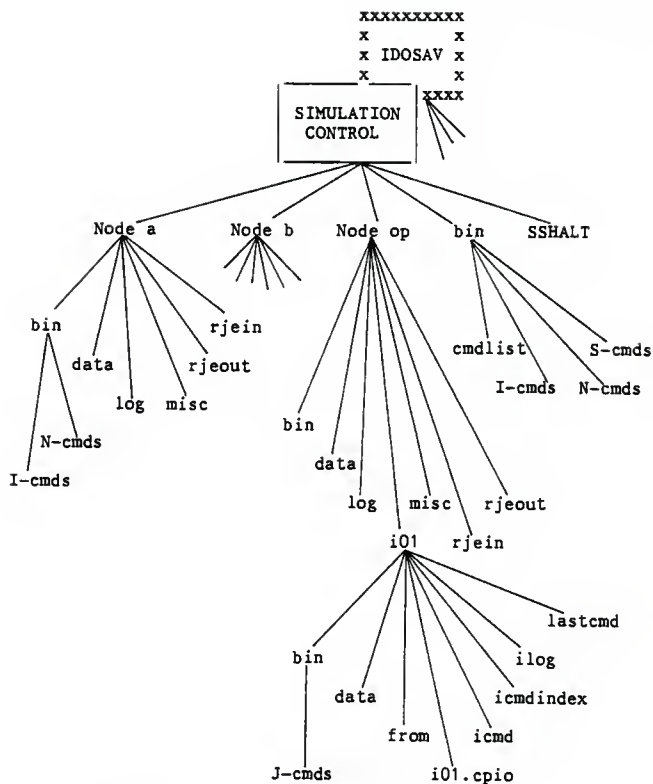 xxxxxxxxxx
x x
x IDOSAV x
x x
xxxx
SIMULATION
CONTROL
Node a Node b Node op bin SSHALT
bin data log misc rjeout rjein
I-cmds N-cmds
cmdlist I-cmds N-cmds S-cmds
bin data log i01 misc rjein rjeout
bin data from i01.cpio icmd icmdindex ilog lastcmd
J-cmds